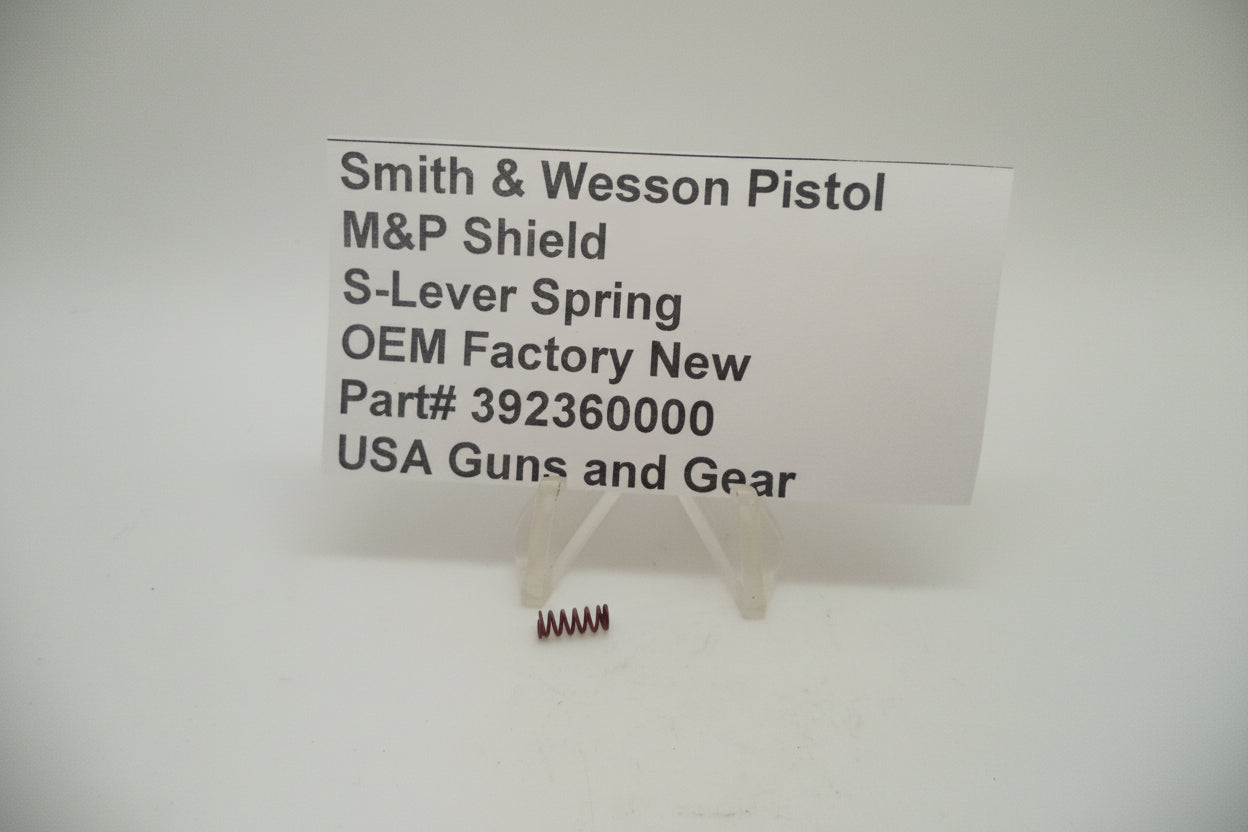 Smith & Wesson Pistol
M&P Shield
S-Lever Spring
OEM Factory New
Part# 392360000
USA Guns and Gear